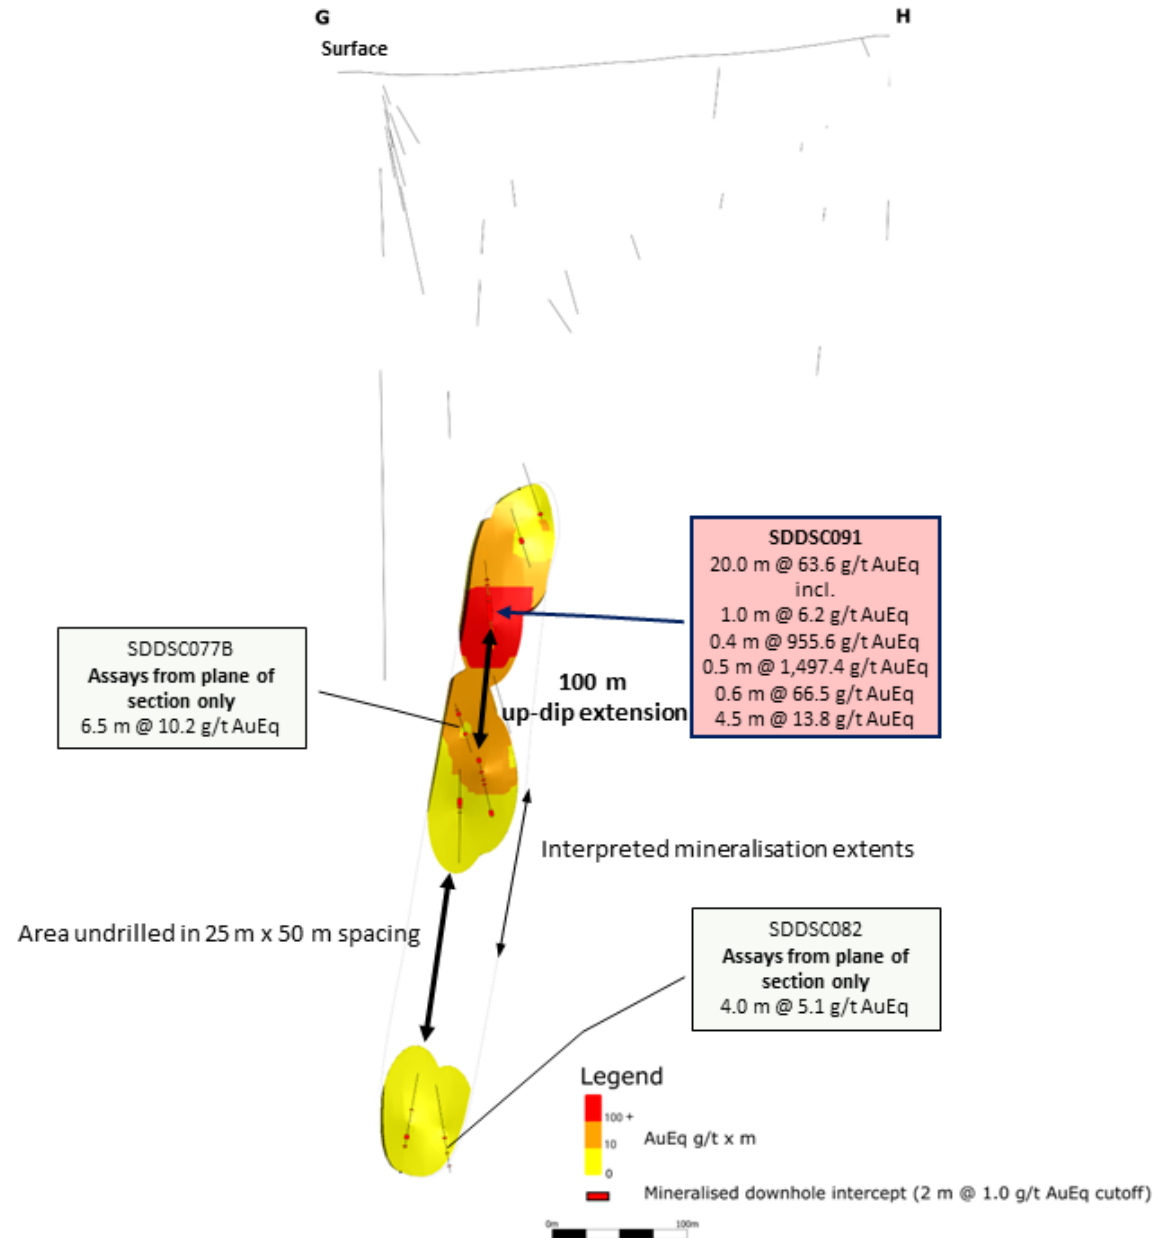 G
H
Surface
SDDSC091
20.0 m @ 63.6 g/t AuEq
incl.
1.0 m @ 6.2 g/t AuEq
0.4 m @ 955.6 g/t AuEq
0.5 m @ 1,497.4 g/t AuEq
0.6 m @ 66.5 g/t AuEq
4.5 m @ 13.8 g/t AuEq
SDDSC077B
Assays from plane of
section only
6.5 m @ 10.2 g/t AuEq
100 m
up-dip extension
Interpreted mineralisation extents
Area undrilled in 25 m x 50 m spacing
SDDSC082
Assays from plane of
section only
4.0 m @ 5.1 g/t AuEq
Legend
100 +
10
0
AuEq g/t x m
Mineralised downhole intercept (2 m @ 1.0 g/t AuEq cutoff)
0m 100m